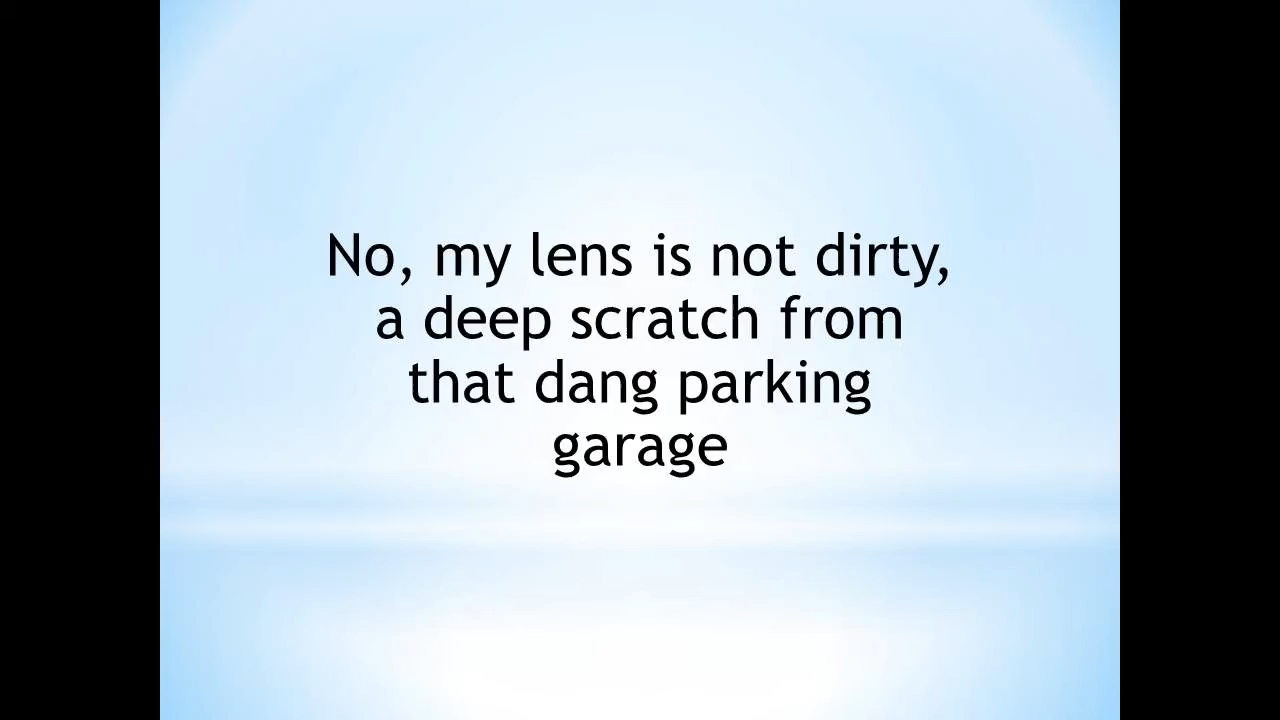 No, my lens is not dirty,
a deep scratch from
that dang parking
garage